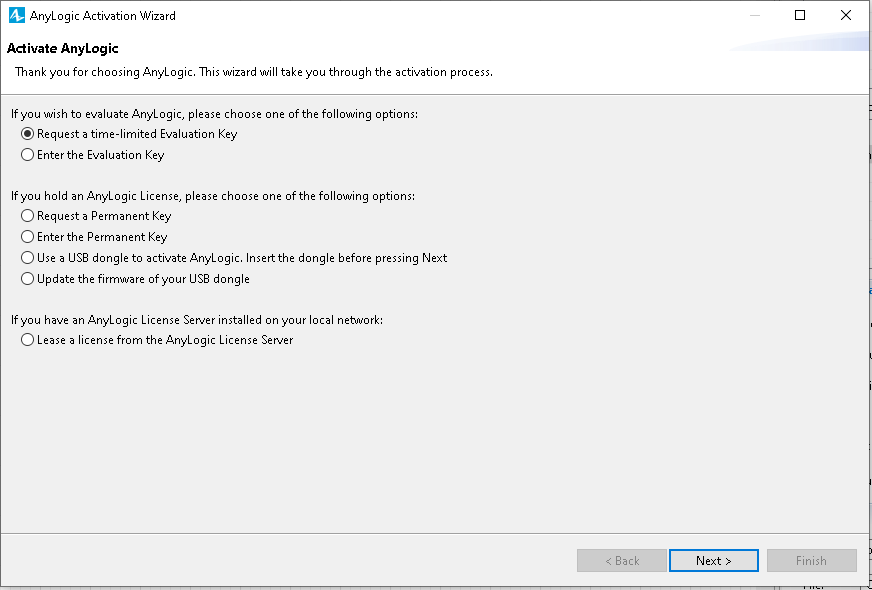 AnyLogic Activation Wizard
Activate AnyLogic
Thank you for choosing AnyLogic. This wizard will take you through the activation process.
If you wish to evaluate AnyLogic, please choose one of the following options:
Request a time-limited Evaluation Key
Enter the Evaluation Key
If you hold an AnyLogic License, please choose one of the following options:
Request a Permanent Key
Enter the Permanent Key
Use a USB dongle to activate AnyLogic. Insert the dongle before pressing Next
Update the firmware of your USB dongle
If you have an AnyLogic License Server installed on your local network:
Lease a license from the AnyLogic License Server
< Back Next > Finish